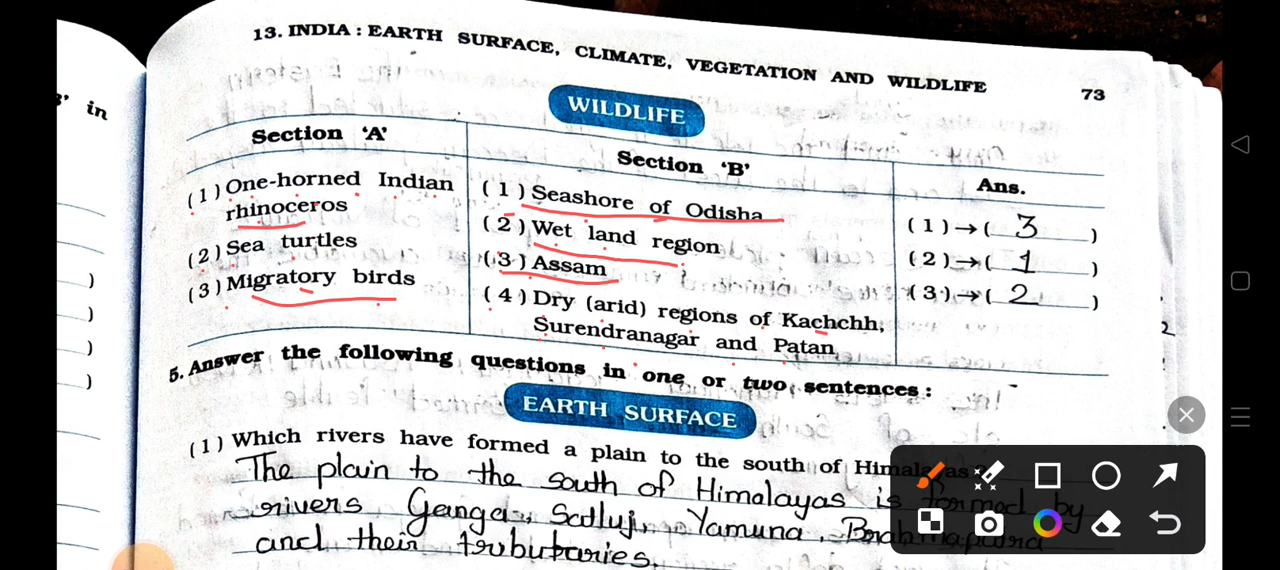 13. INDIA : EARTH SURFACE, CLIMATE, VEGETATION AND WILDLIFE
73
B' in
WILDLIFE
Section 'A'
Section 'B'
Ans.
(1) One-horned Indian
rhinoceros
(2) Sea turtles
(3) Migratory birds
(1) Seashore of Odisha
(2) Wet land region
(3) Assam
(4) Dry (arid) regions of Kachchh,
Surendranagar and Patan
(1) → ( 3 )
(2) → ( 1 )
(3) → ( 2 )
5. Answer the following questions in one or two sentences :
EARTH SURFACE
(1) Which rivers have formed a plain to the south of Himalayas
The plain to the south of Himalayas is formed by
rivers, Ganga, Satluj, Yamuna, Brahmaputra
and their tributaries.